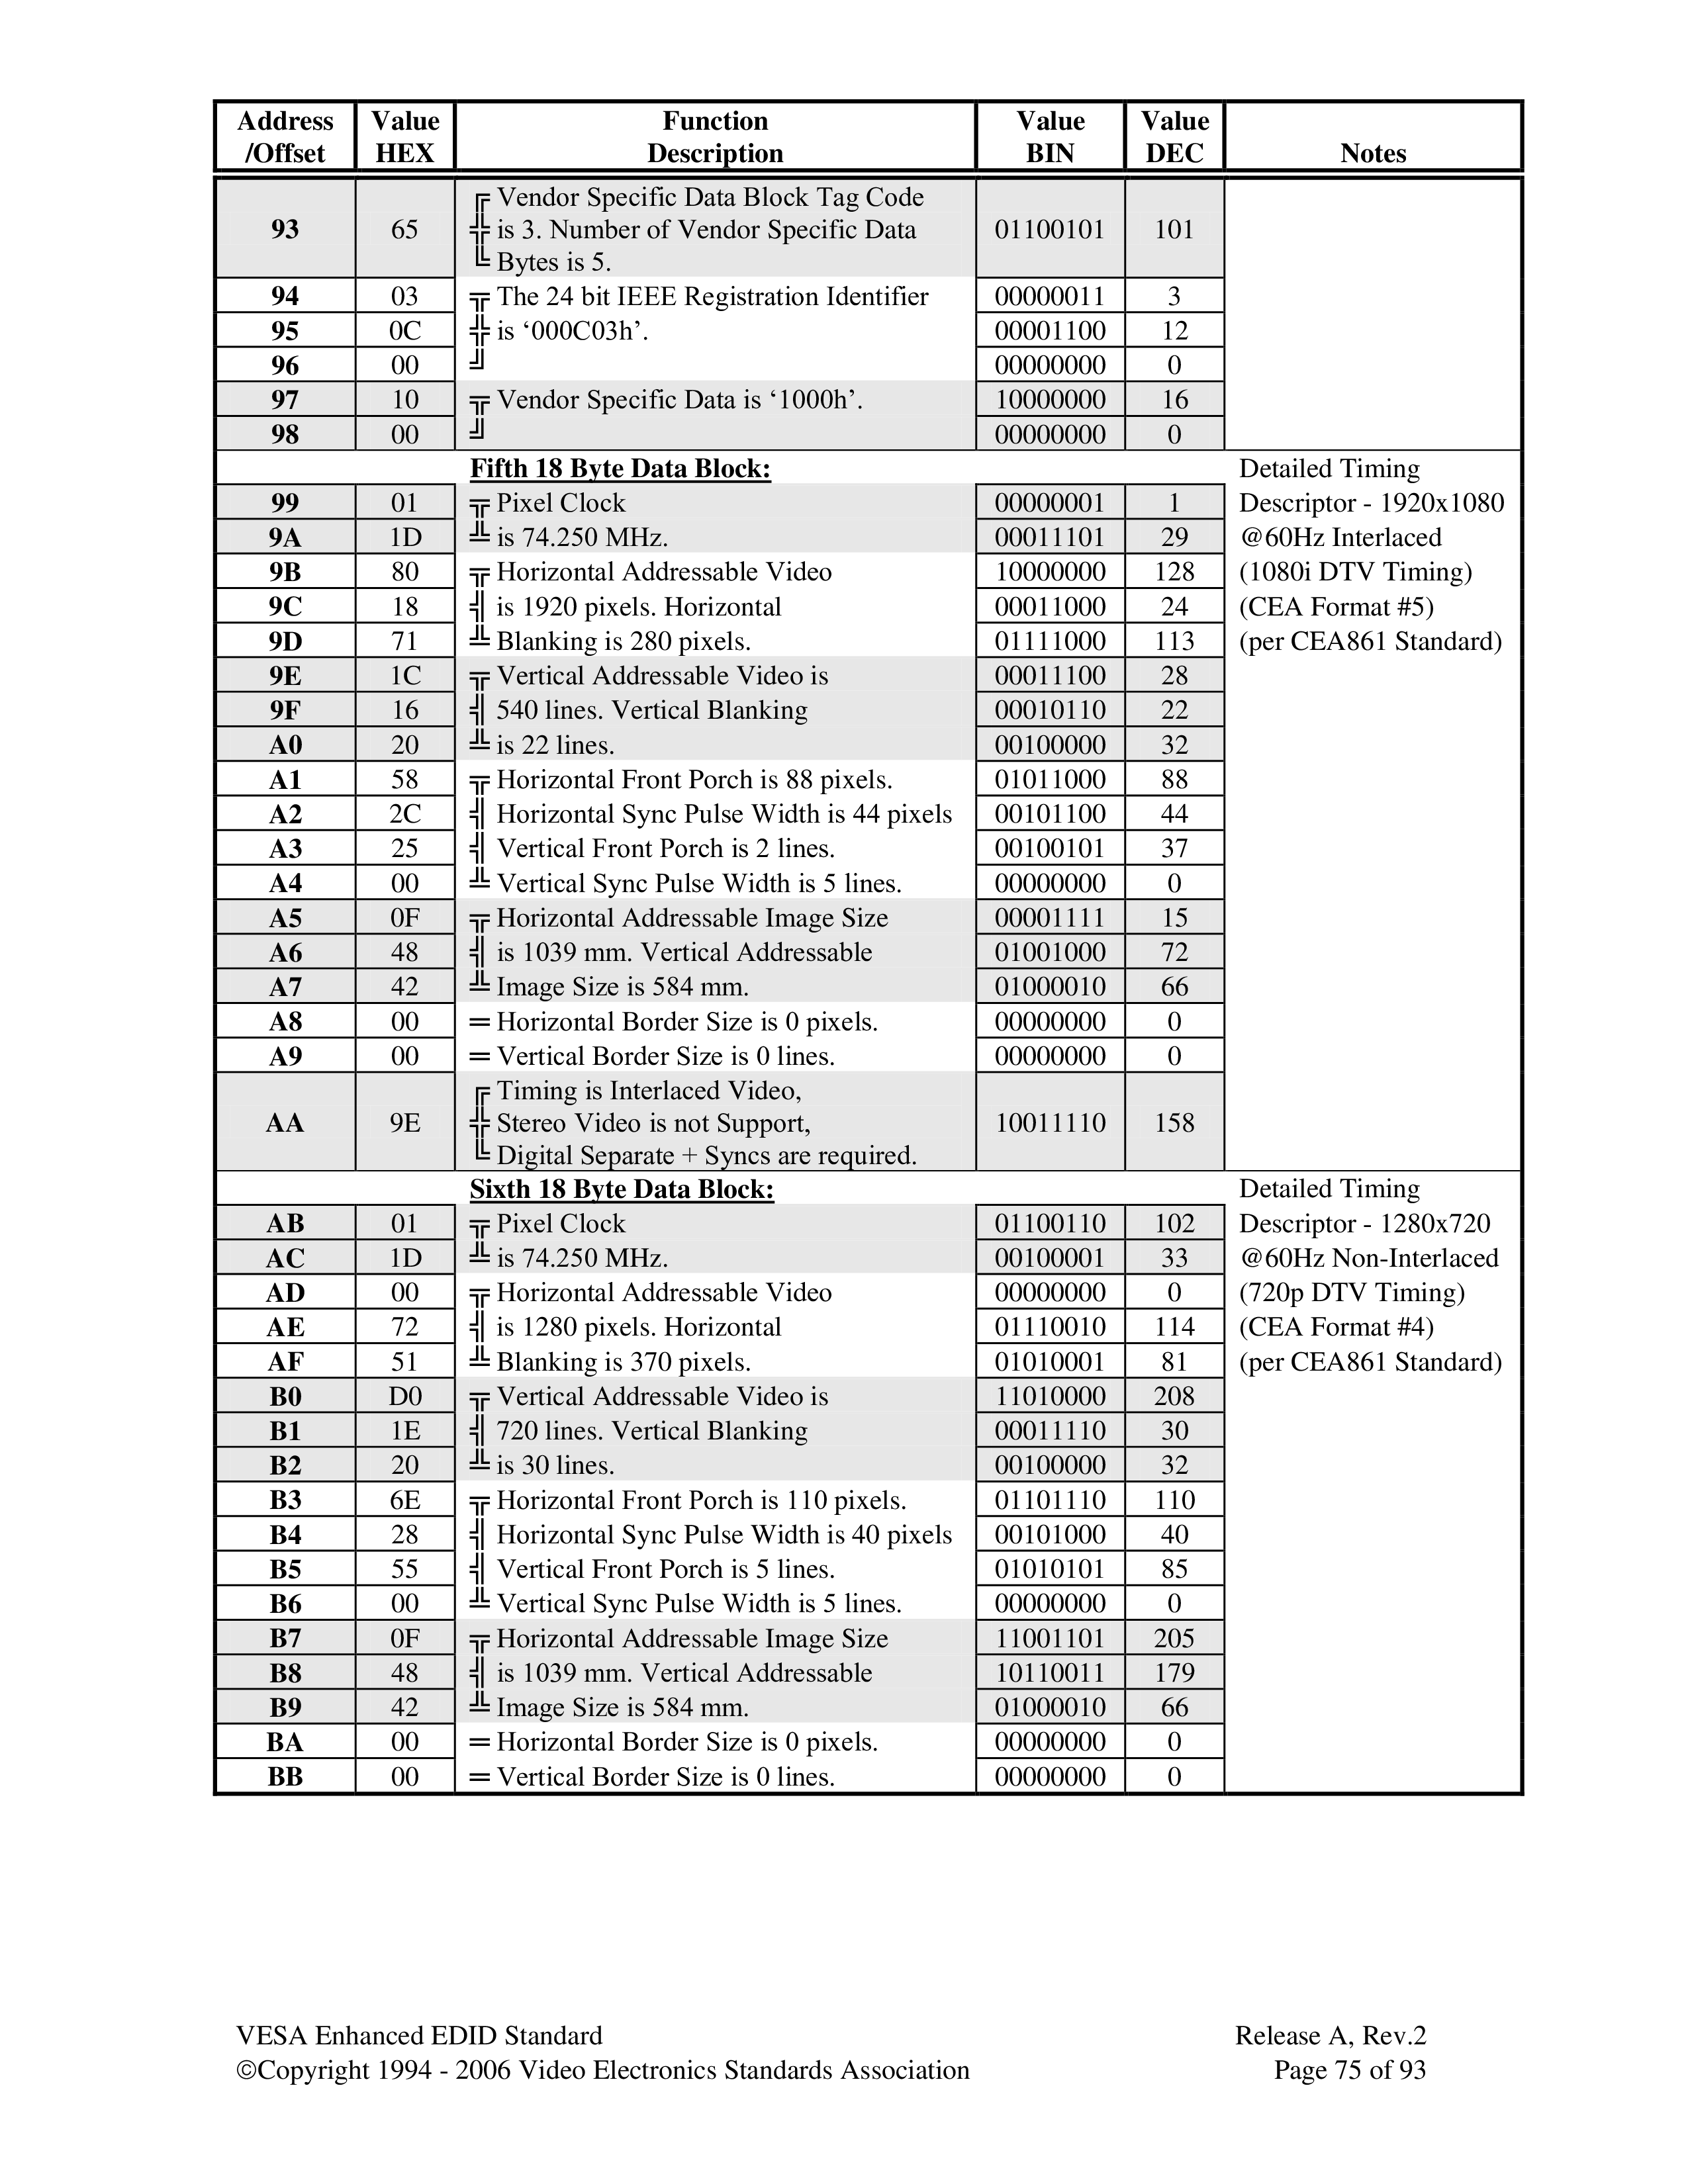 Address /Offset Value HEX Function Description Value BIN Value DEC Notes
93 65 Vendor Specific Data Block Tag Code is 3. Number of Vendor Specific Data Bytes is 5. 01100101 101
94 03 The 24 bit IEEE Registration Identifier 00000011 3
95 0C is ‘000C03h’. 00001100 12
96 00 00000000 0
97 10 Vendor Specific Data is ‘1000h’. 10000000 16
98 00 00000000 0
Fifth 18 Byte Data Block: Detailed Timing
99 01 Pixel Clock 00000001 1 Descriptor - 1920x1080
9A 1D is 74.250 MHz. 00011101 29 @60Hz Interlaced
9B 80 Horizontal Addressable Video 10000000 128 (1080i DTV Timing)
9C 18 is 1920 pixels. Horizontal 00011000 24 (CEA Format #5)
9D 71 Blanking is 280 pixels. 01111000 113 (per CEA861 Standard)
9E 1C Vertical Addressable Video is 00011100 28
9F 16 540 lines. Vertical Blanking 00010110 22
A0 20 is 22 lines. 00100000 32
A1 58 Horizontal Front Porch is 88 pixels. 01011000 88
A2 2C Horizontal Sync Pulse Width is 44 pixels 00101100 44
A3 25 Vertical Front Porch is 2 lines. 00100101 37
A4 00 Vertical Sync Pulse Width is 5 lines. 00000000 0
A5 0F Horizontal Addressable Image Size 00001111 15
A6 48 is 1039 mm. Vertical Addressable 01001000 72
A7 42 Image Size is 584 mm. 01000010 66
A8 00 = Horizontal Border Size is 0 pixels. 00000000 0
A9 00 = Vertical Border Size is 0 lines. 00000000 0
AA 9E Timing is Interlaced Video, Stereo Video is not Support, Digital Separate + Syncs are required. 10011110 158
Sixth 18 Byte Data Block: Detailed Timing
AB 01 Pixel Clock 01100110 102 Descriptor - 1280x720
AC 1D is 74.250 MHz. 00100001 33 @60Hz Non-Interlaced
AD 00 Horizontal Addressable Video 00000000 0 (720p DTV Timing)
AE 72 is 1280 pixels. Horizontal 01110010 114 (CEA Format #4)
AF 51 Blanking is 370 pixels. 01010001 81 (per CEA861 Standard)
B0 D0 Vertical Addressable Video is 11010000 208
B1 1E 720 lines. Vertical Blanking 00011110 30
B2 20 is 30 lines. 00100000 32
B3 6E Horizontal Front Porch is 110 pixels. 01101110 110
B4 28 Horizontal Sync Pulse Width is 40 pixels 00101000 40
B5 55 Vertical Front Porch is 5 lines. 01010101 85
B6 00 Vertical Sync Pulse Width is 5 lines. 00000000 0
B7 0F Horizontal Addressable Image Size 11001101 205
B8 48 is 1039 mm. Vertical Addressable 10110011 179
B9 42 Image Size is 584 mm. 01000010 66
BA 00 = Horizontal Border Size is 0 pixels. 00000000 0
BB 00 = Vertical Border Size is 0 lines. 00000000 0
VESA Enhanced EDID Standard Release A, Rev.2
©Copyright 1994 - 2006 Video Electronics Standards Association Page 75 of 93